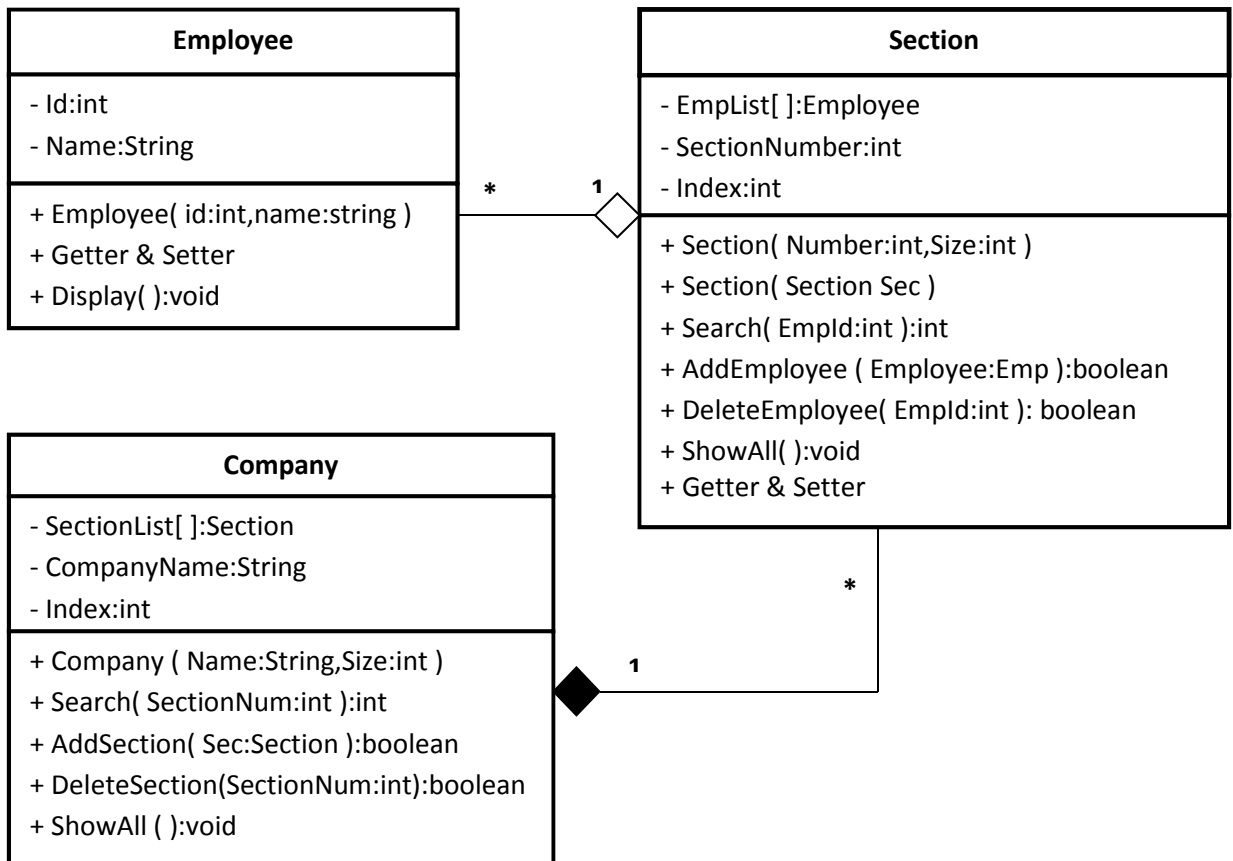 Employee
- Id:int
- Name:String
+ Employee( id:int,name:string )
+ Getter & Setter
+ Display( ):void
* 1
Section
- EmpList[ ]:Employee
- SectionNumber:int
- Index:int
+ Section( Number:int,Size:int )
+ Section( Section Sec )
+ Search( EmpId:int ):int
+ AddEmployee ( Employee:Emp ):boolean
+ DeleteEmployee( EmpId:int ): boolean
+ ShowAll( ):void
+ Getter & Setter
*
1
Company
- SectionList[ ]:Section
- CompanyName:String
- Index:int
+ Company ( Name:String,Size:int )
+ Search( SectionNum:int ):int
+ AddSection( Sec:Section ):boolean
+ DeleteSection(SectionNum:int):boolean
+ ShowAll ( ):void